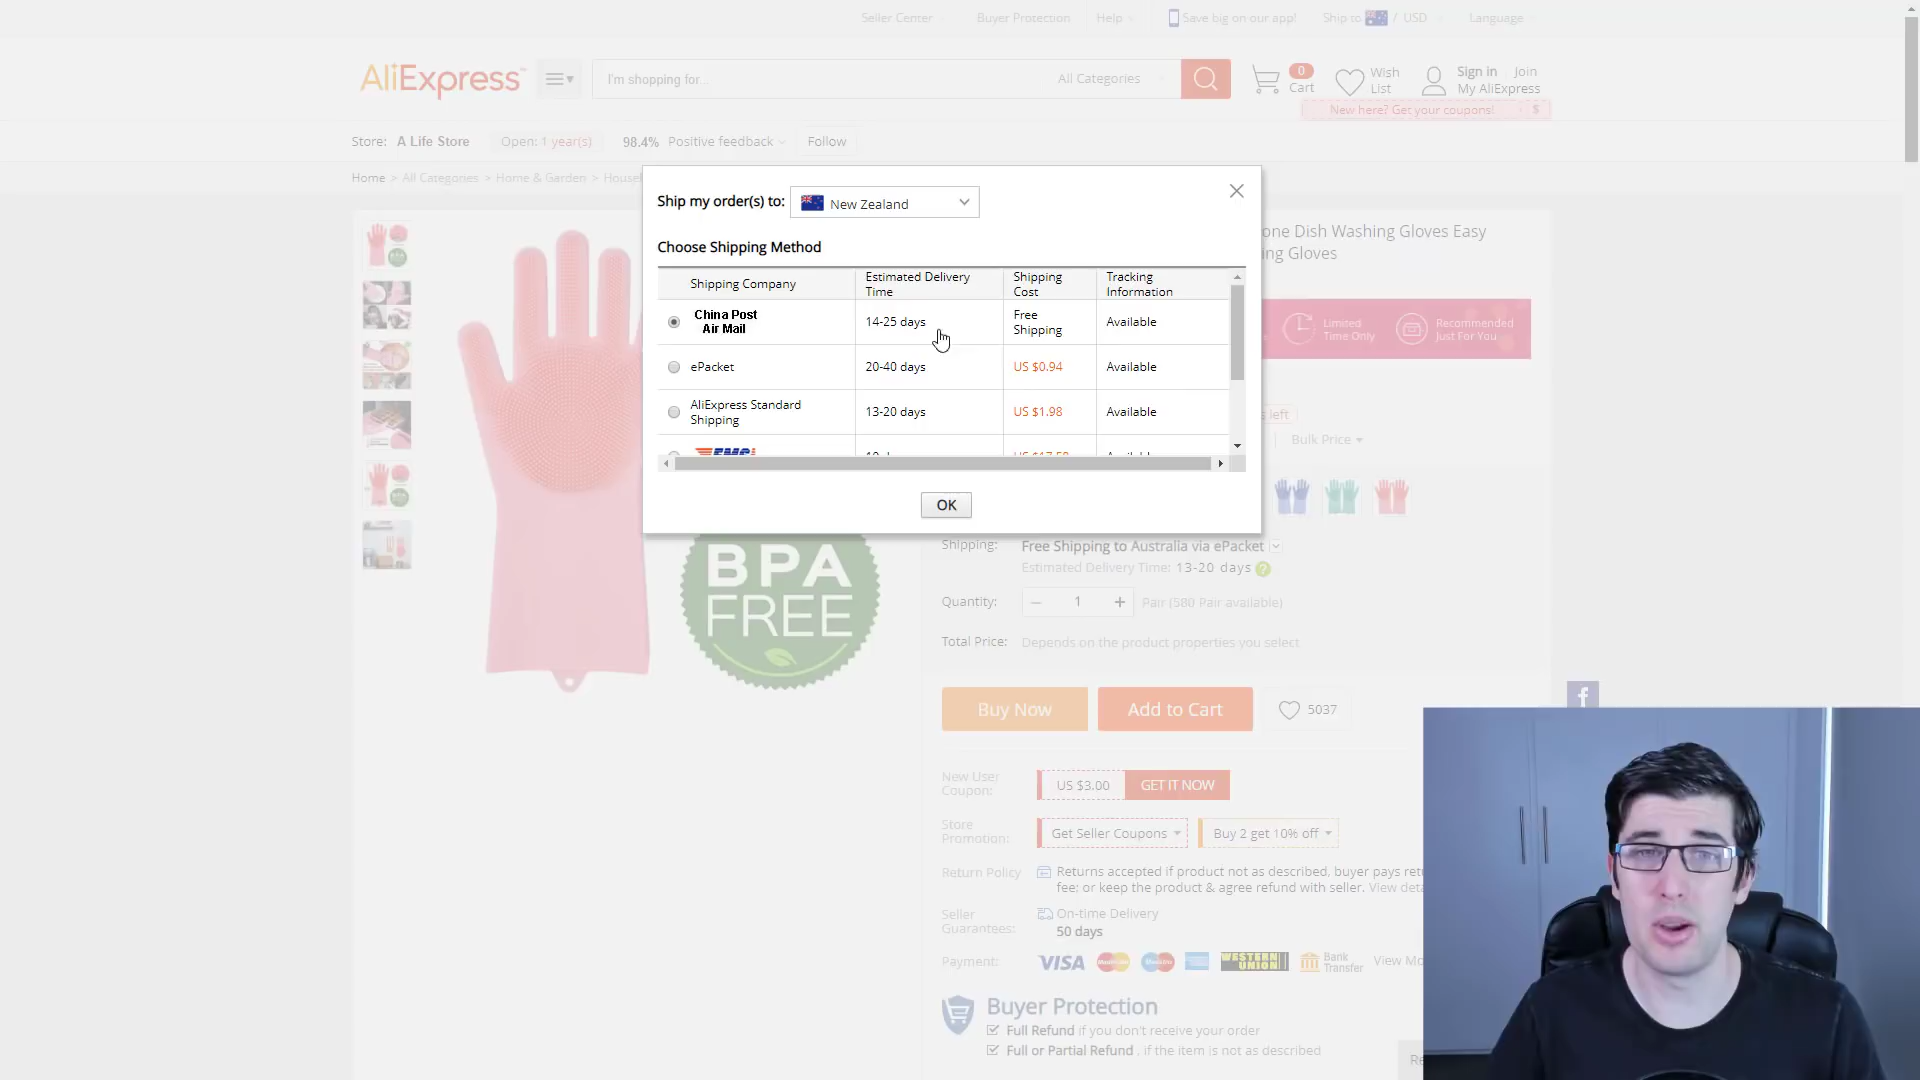 Seller Center
Buyer Protection
Help
Save big on our app!
Ship to / USD
Language
AliExpress™
I'm shopping for...
All Categories
0
Cart
Wish
List
Sign in Join
My AliExpress
New here? Get your coupons! $
Store: A Life Store
Open: 1 year(s)
98.4% Positive feedback
Follow
Home > All Categories > Home & Garden >
Ship my order(s) to: New Zealand
Choose Shipping Method
Shipping Company
Estimated Delivery
Time
Shipping
Cost
Tracking
Information
China Post
Air Mail
14-25 days
Free
Shipping
Available
ePacket
20-40 days
US $0.94
Available
AliExpress Standard
Shipping
13-20 days
US $1.98
Available
OK
Dish Washing Gloves Easy
Gloves
Limited
Time Only
Recommended
Just For You
left
Bulk Price
BPA
FREE
Shipping: Free Shipping to Australia via ePacket
Estimated Delivery Time: 13-20 days ?
Quantity: − 1 + Pair (580 Pair available)
Total Price: Depends on the product properties you select
Buy Now
Add to Cart
5037
f
New User
Coupon:
US $3.00 GET IT NOW
Store
Promotion:
Get Seller Coupons
Buy 2 get 10% off
Return Policy
Returns accepted if product not as described, buyer pays
fee; or keep the product & agree refund with seller. View
Seller
Guarantees:
On-time Delivery
50 days
Payment:
VISA
WESTERN
UNION
Bank
Transfer
View
Buyer Protection
Full Refund if you don't receive your order
Full or Partial Refund , if the item is not as described